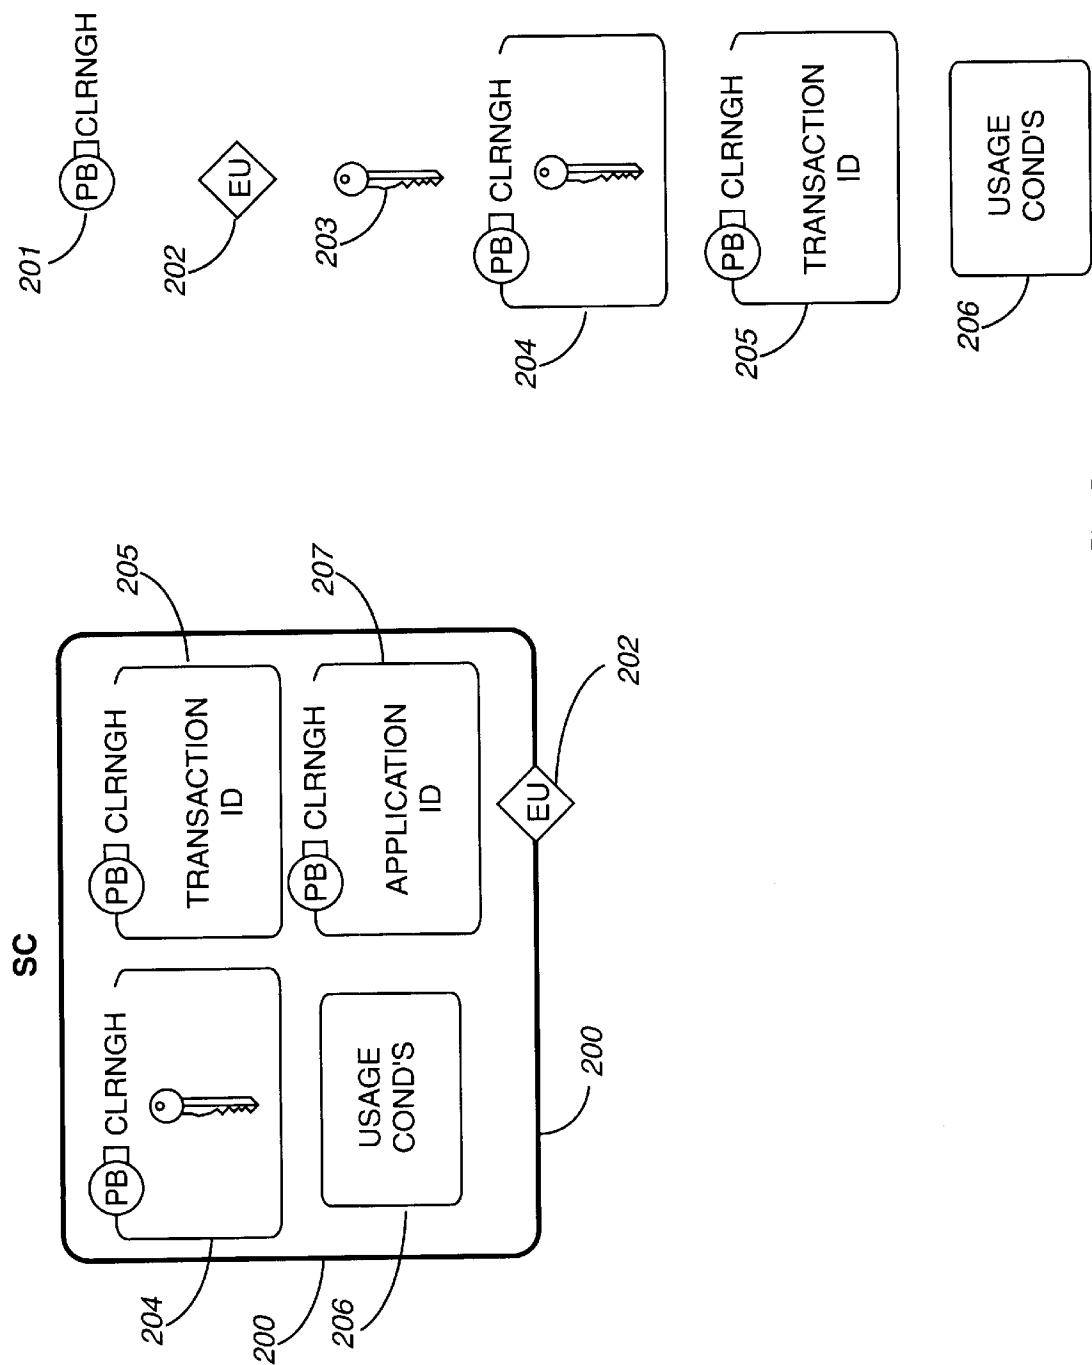 SC
204
PB CLRNGH
PB CLRNGH
205
TRANSACTION
ID
200
206
USAGE
COND'S
PB CLRNGH
207
APPLICATION
ID
EU
202
200
201
PB CLRNGH
202
EU
203
204
PB CLRNGH
205
PB CLRNGH
TRANSACTION
ID
206
USAGE
COND'S